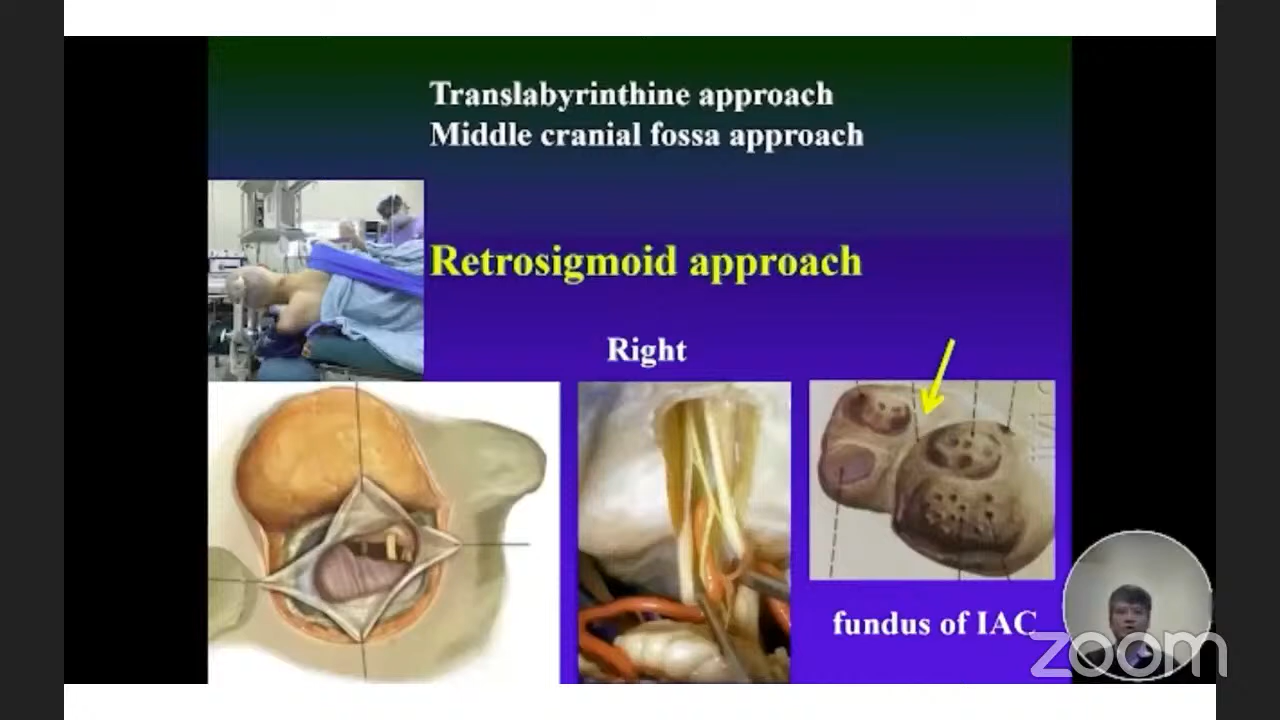 Translabyrinthine approach
Middle cranial fossa approach
Retrosigmoid approach
Right
fundus of IAC
zoom